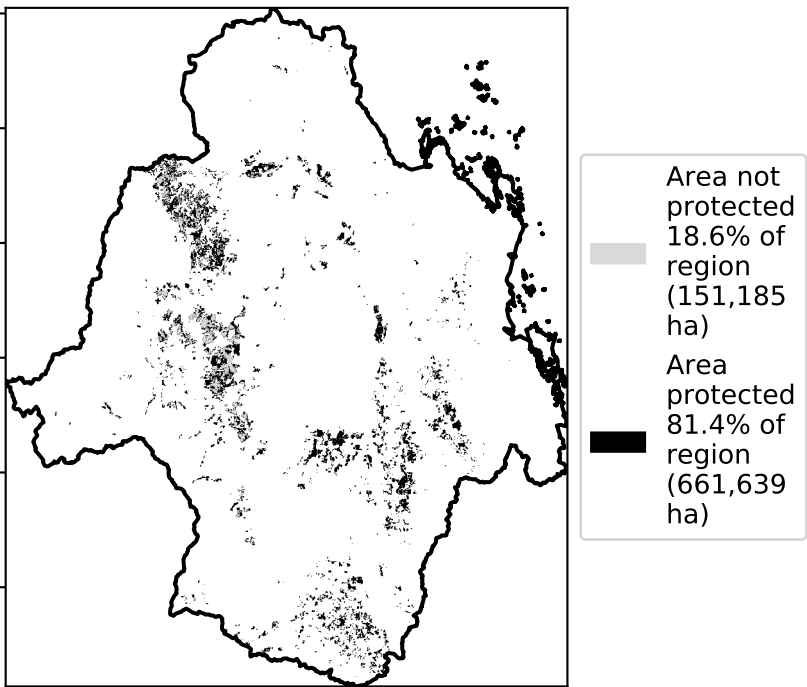 Area not
protected
18.6% of
region
(151,185
ha)
Area
protected
81.4% of
region
(661,639
ha)